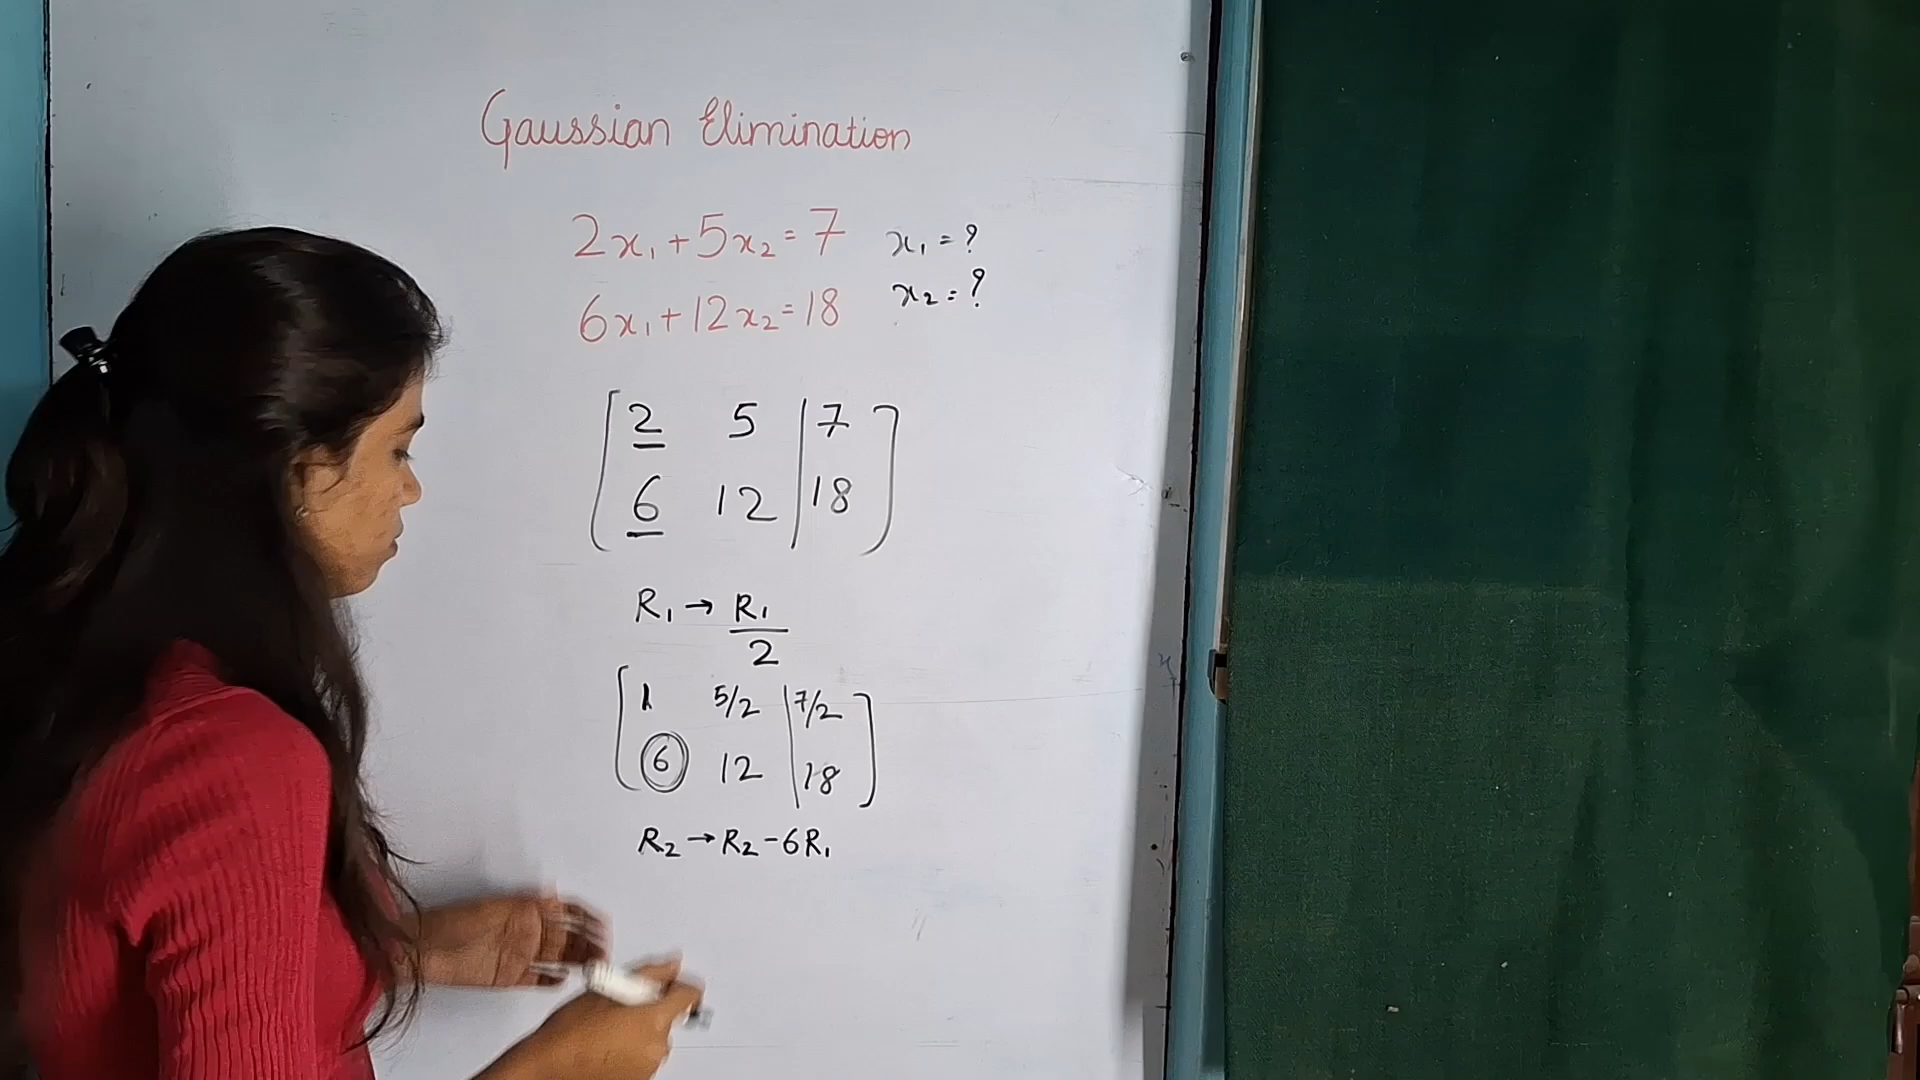 Gaussian Elimination
2x₁+5x₂=7 x₁=?
6x₁+12x₂=18 x₂=?
[2 5 | 7
6 12 | 18]
R₁→R₁/2
[1 5/2 | 7/2
6 12 | 18]
R₂→R₂-6R₁